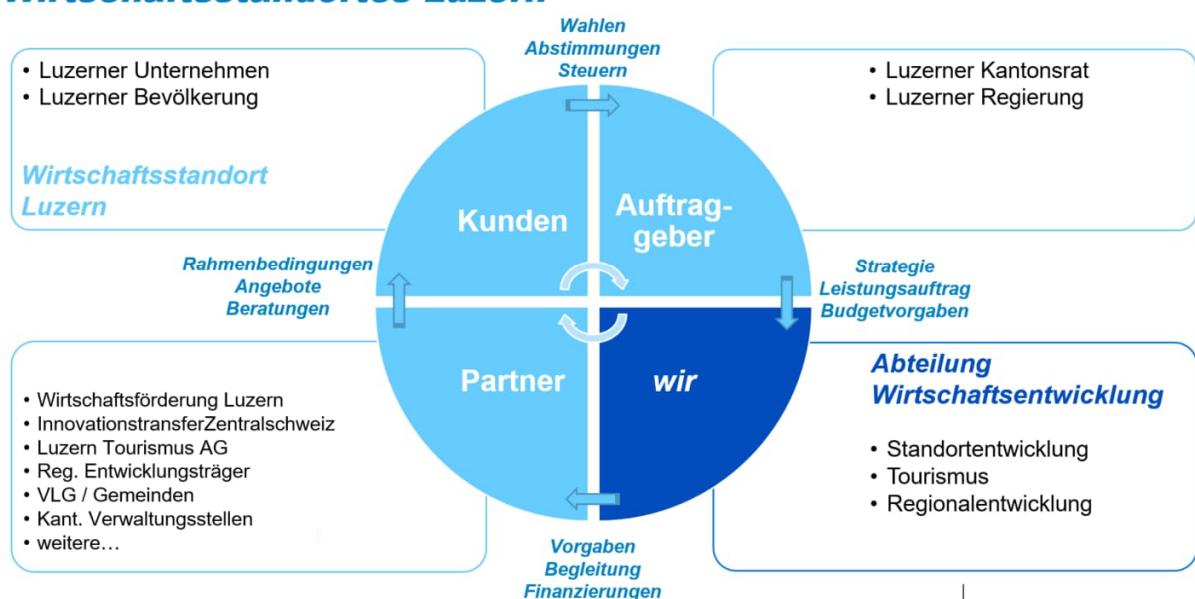 Wirtschaftsstandortes Luzern
Wahlen
Abstimmungen
Steuern
• Luzerner Unternehmen
• Luzerner Bevölkerung
Wirtschaftsstandort
Luzern
• Luzerner Kantonsrat
• Luzerner Regierung
Kunden
Auftrag-
geber
Rahmenbedingungen
Angebote
Beratungen
Strategie
Leistungsauftrag
Budgetvorgaben
Partner
wir
• Wirtschaftsförderung Luzern
• InnovationstransferZentralschweiz
• Luzern Tourismus AG
• Reg. Entwicklungsträger
• VLG / Gemeinden
• Kant. Verwaltungsstellen
• weitere…
Abteilung
Wirtschaftsentwicklung
• Standortentwicklung
• Tourismus
• Regionalentwicklung
Vorgaben
Begleitung
Finanzierungen